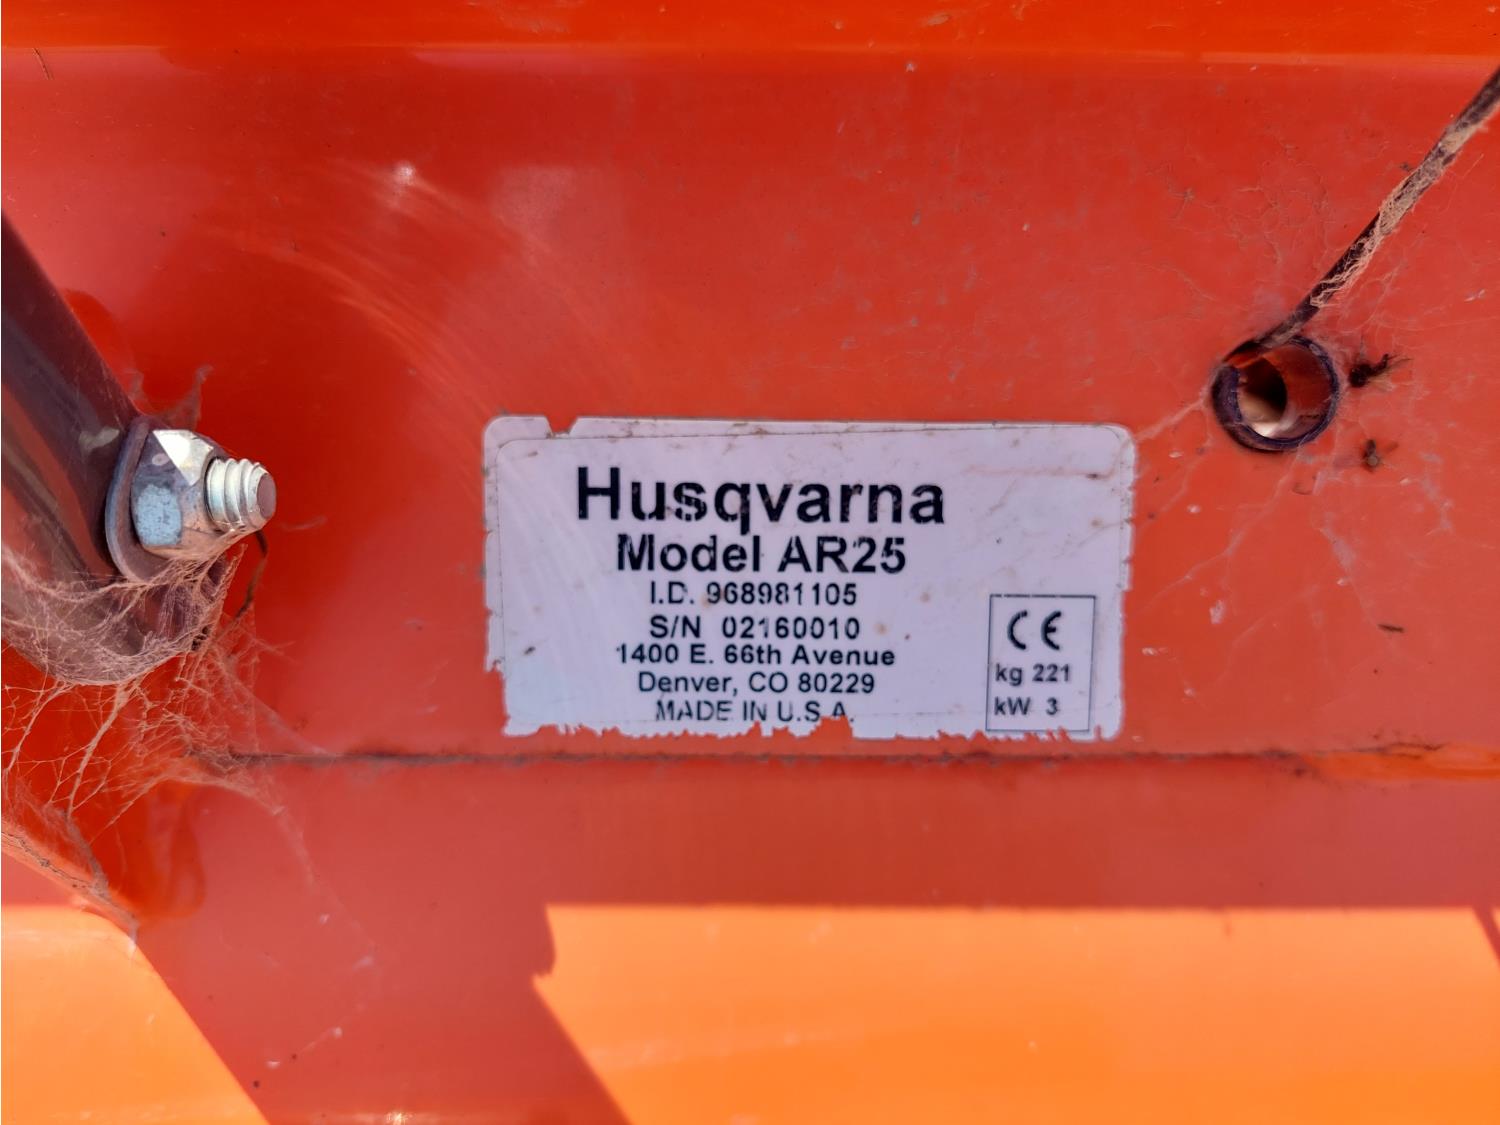 Husqvarna
Model AR25
I.D. 968981105
S/N 02160010
1400 E. 66th Avenue
Denver, CO 80229
MADE IN U.S.A.
CE
kg 221
kW 3